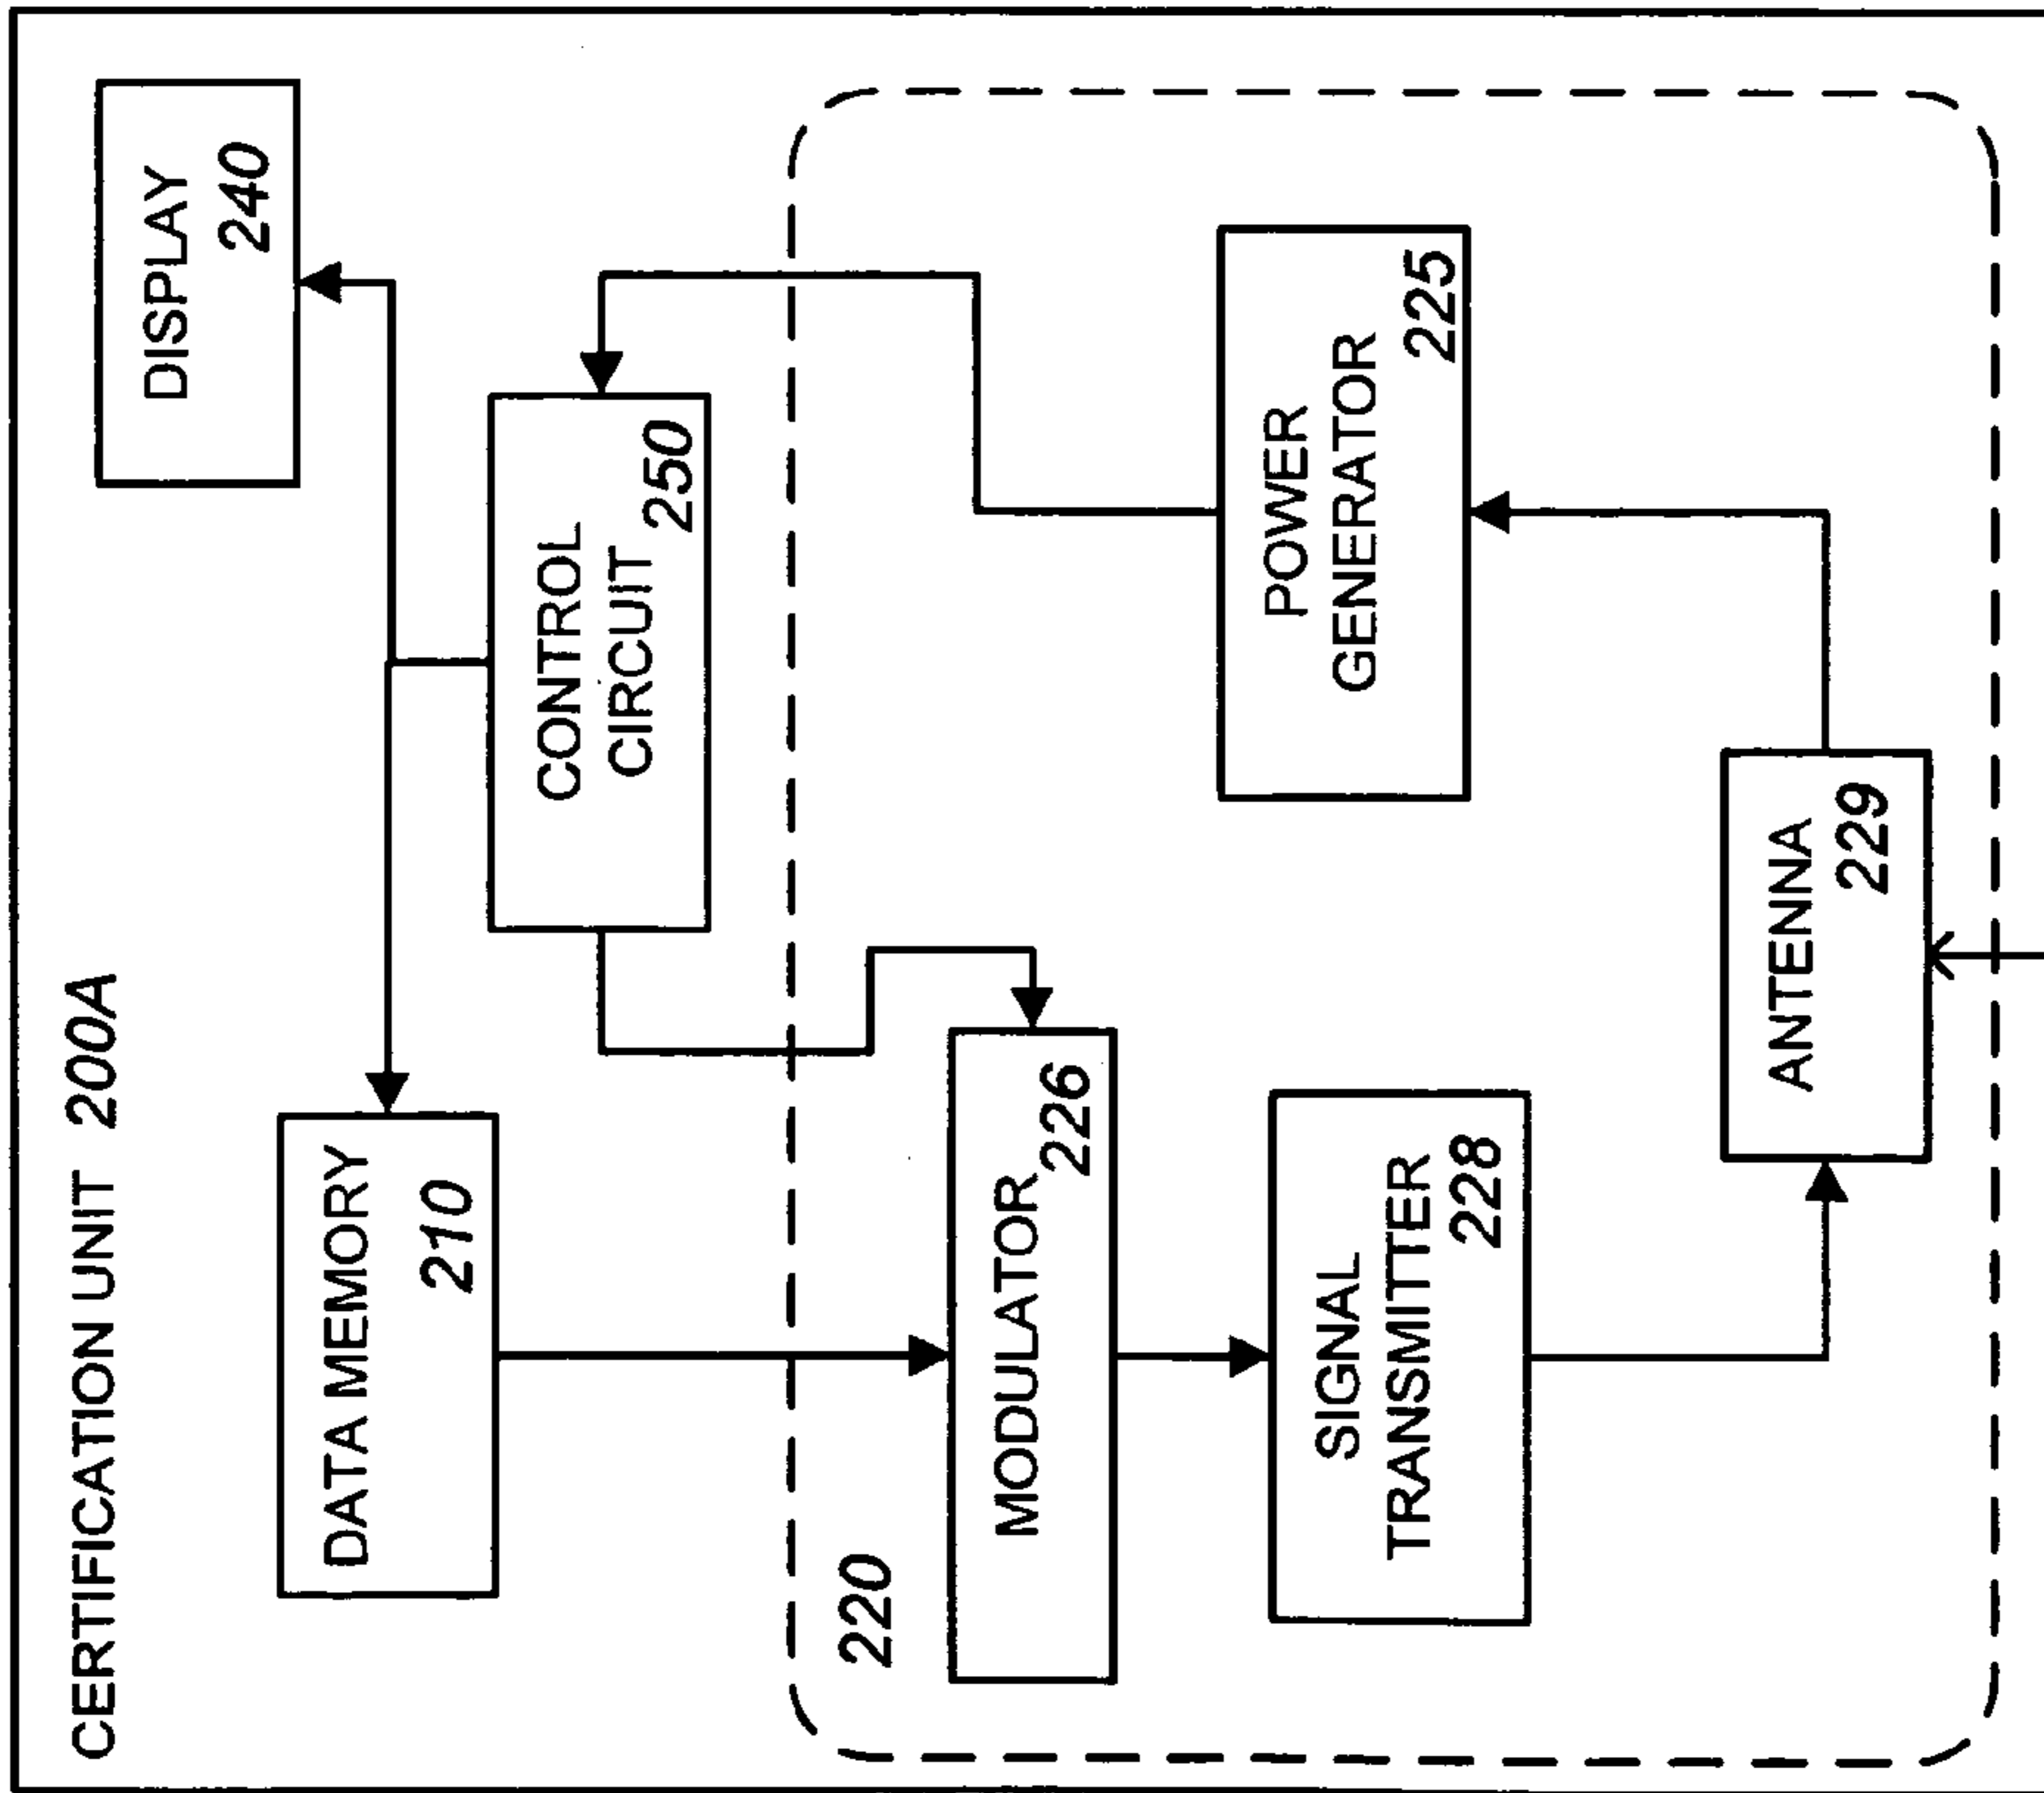 CERTIFICATION UNIT 200A
DATA MEMORY
210
CONTROL
CIRCUIT
250
DISPLAY
240
220
MODULATOR
226
SIGNAL
TRANSMITTER
228
ANTENNA
229
POWER
GENERATOR
225